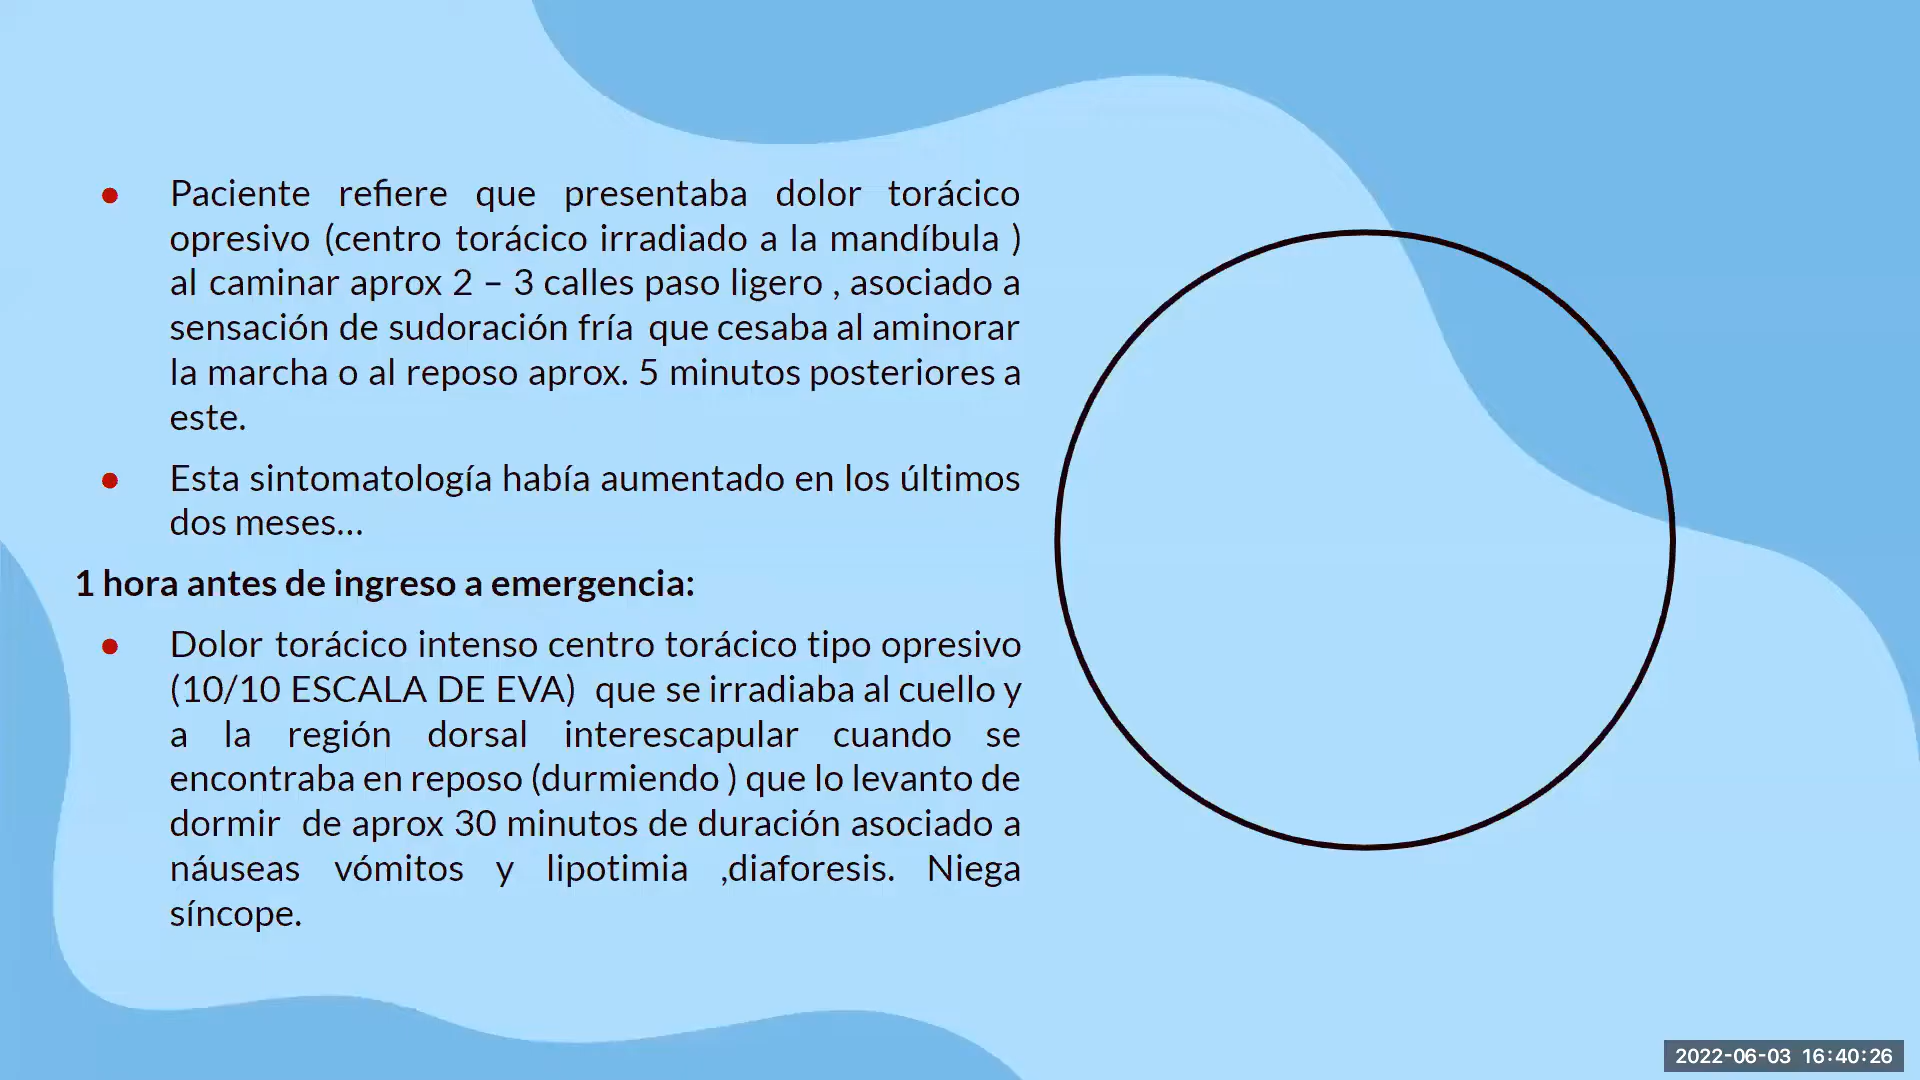 Paciente refiere que presentaba dolor torácico
opresivo (centro torácico irradiado a la mandíbula )
al caminar aprox 2 – 3 calles paso ligero , asociado a
sensación de sudoración fría que cesaba al aminorar
la marcha o al reposo aprox. 5 minutos posteriores a
este.
Esta sintomatología había aumentado en los últimos
dos meses...
1 hora antes de ingreso a emergencia:
Dolor torácico intenso centro torácico tipo opresivo
(10/10 ESCALA DE EVA) que se irradiaba al cuello y
a la región dorsal interescapular cuando se
encontraba en reposo (durmiendo ) que lo levanto de
dormir de aprox 30 minutos de duración asociado a
náuseas vómitos y lipotimia ,diaforesis. Niega
síncope.
2022-06-03 16:40:26